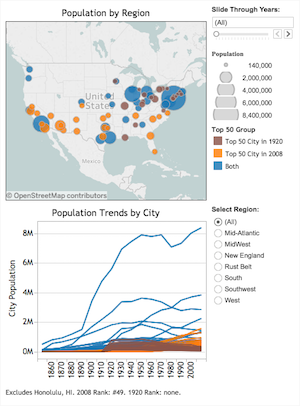 Population by Region
United
States
Mexico
© OpenStreetMap contributors
Slide Through Years:
(All)
Population
140,000
2,000,000
4,000,000
6,000,000
8,400,000
Top 50 Group
Top 50 City in 1920
Top 50 City in 2008
Both
Population Trends by City
City Population
8M
6M
4M
2M
0M
1860
1870
1880
1890
1900
1910
1920
1930
1940
1950
1960
1970
1980
1990
2000
Select Region:
(All)
Mid-Atlantic
MidWest
New England
Rust Belt
South
Southwest
West
Excludes Honolulu, HI. 2008 Rank: #49. 1920 Rank: none.